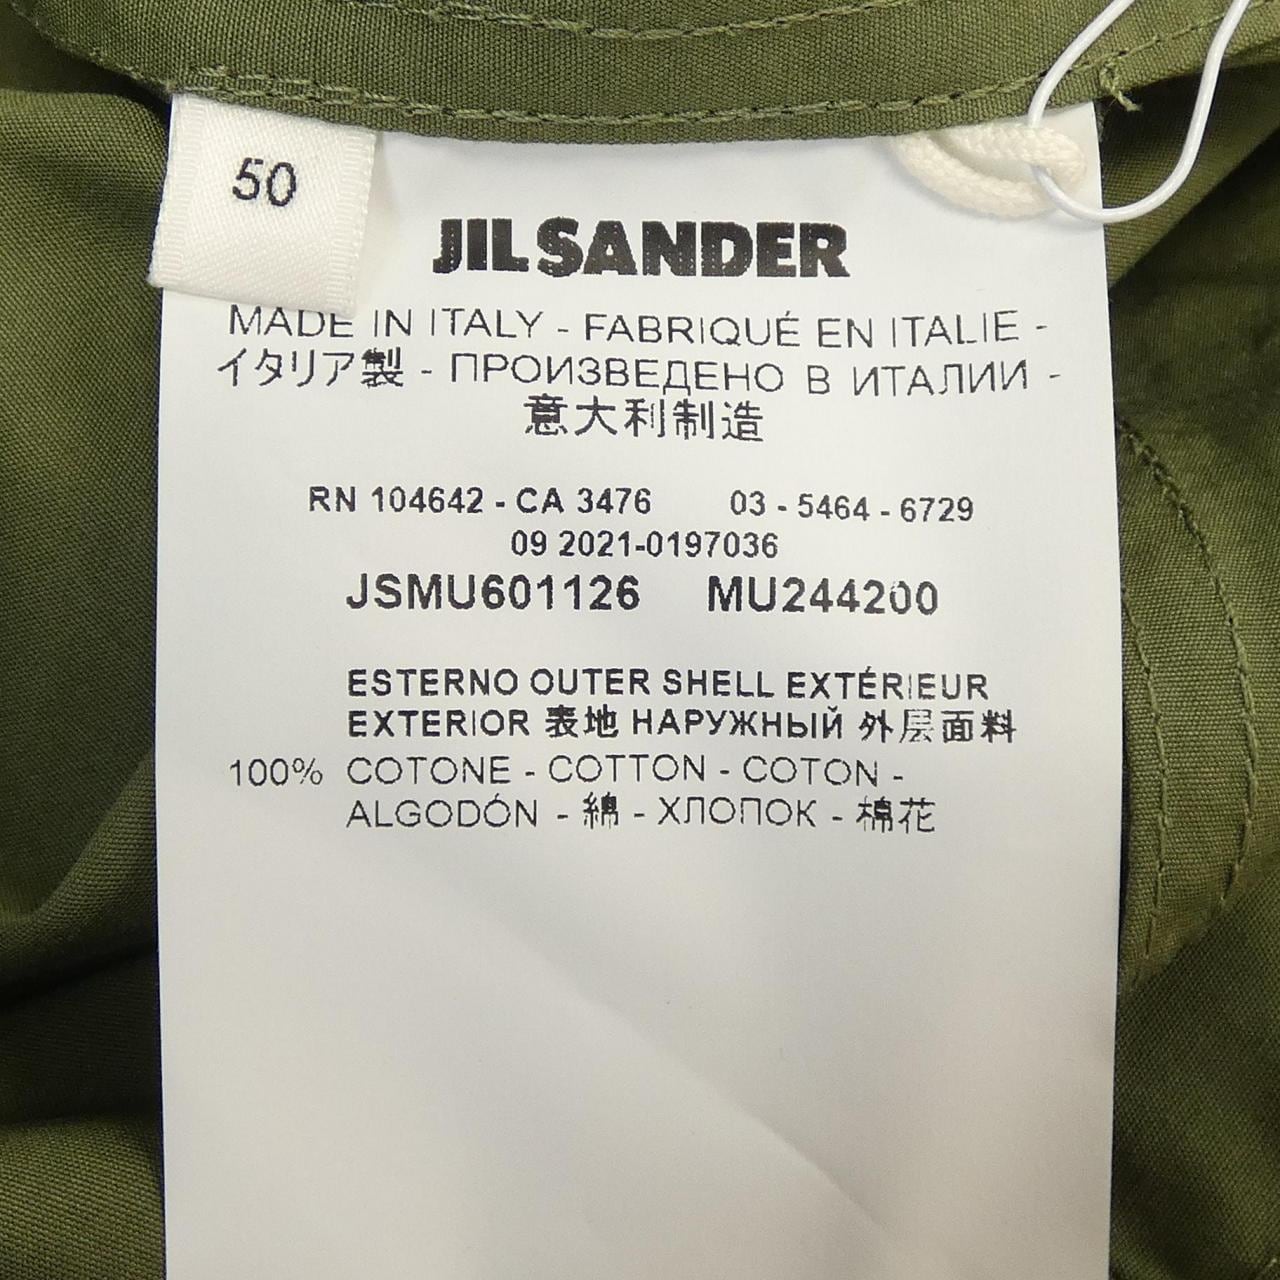 50
JIL SANDER
MADE IN ITALY - FABRIQUÉ EN ITALIE -
イタリア製 - ПРОИЗВЕДЕНО В ИТАЛИИ -
意大利制造
RN 104642 - CA 3476 03 - 5464 - 6729
09 2021-0197036
JSMU601126 MU244200
ESTERNO OUTER SHELL EXTÉRIEUR
EXTERIOR 表地 НАРУЖНЫЙ 外层面料
100% COTONE - COTTON - COTON -
ALGODÓN - 綿 - ХЛОПОК - 棉花